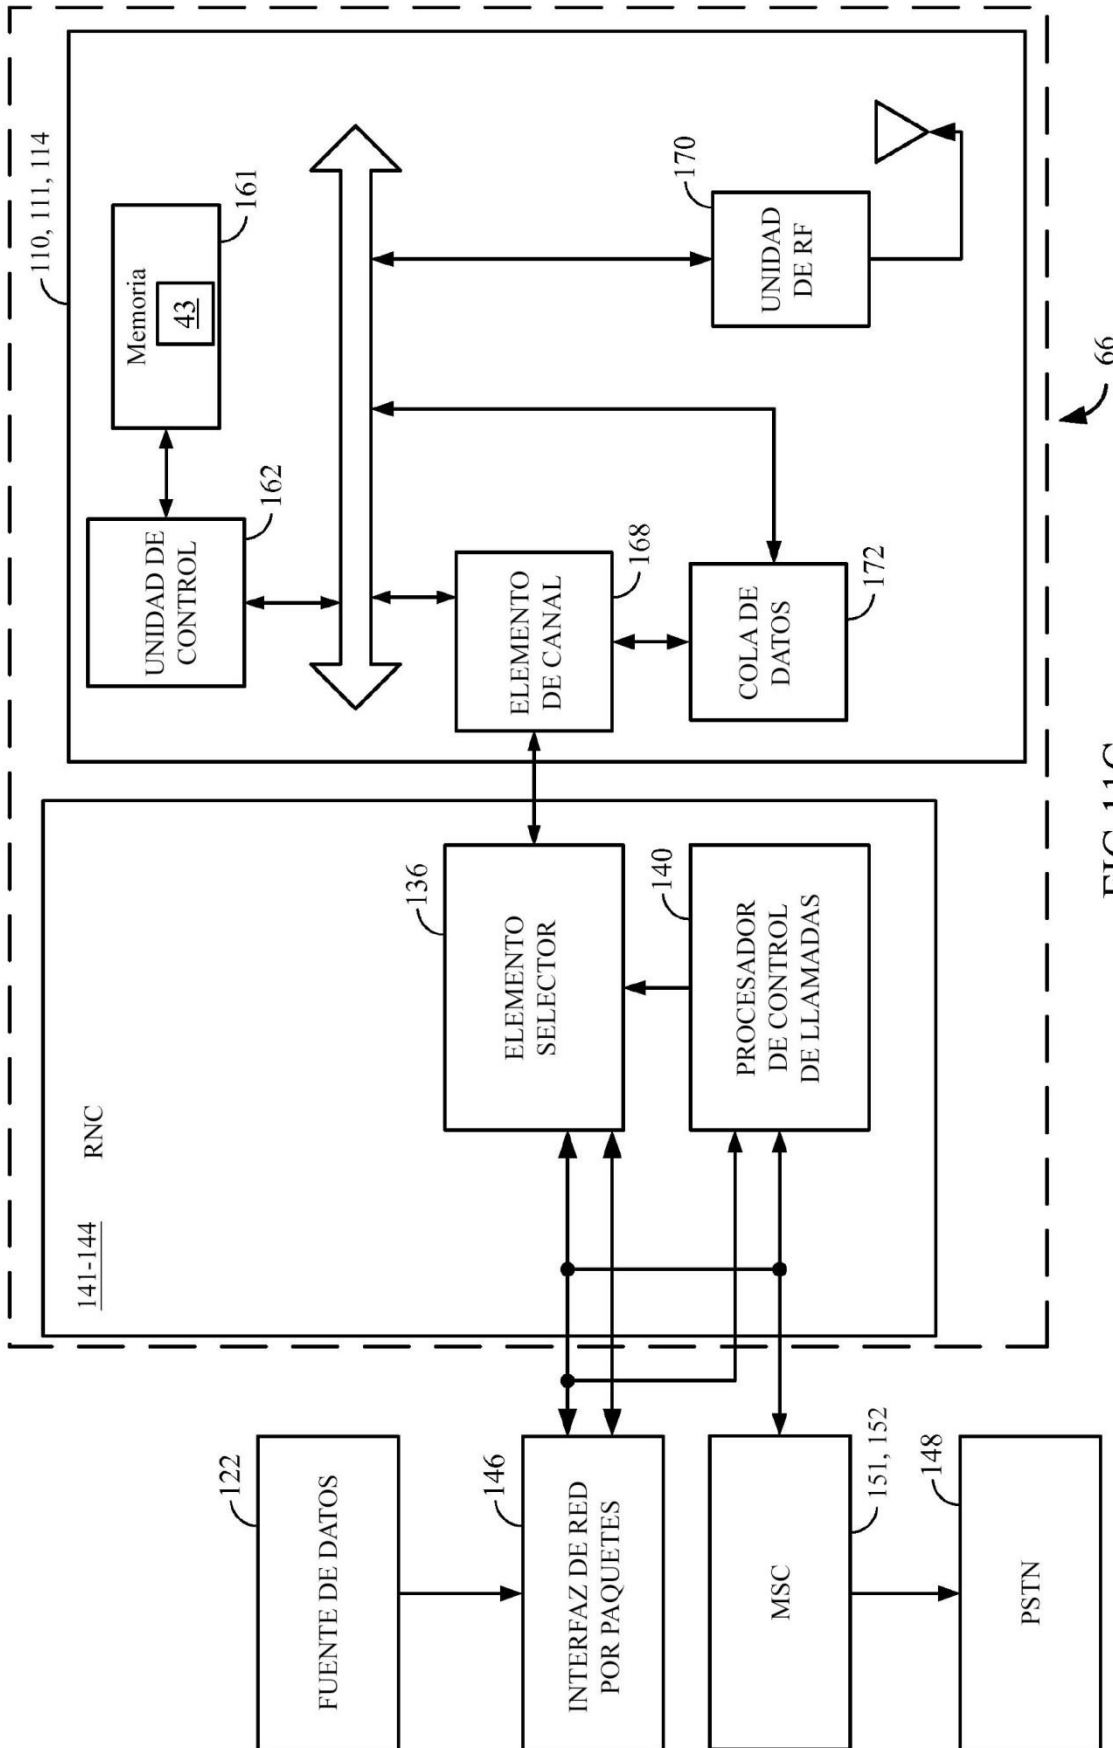 110, 111, 114
141-144
RNC
UNIDAD DE
CONTROL
162
Memoria
43
161
122
FUENTE DE DATOS
136
ELEMENTO
SELECTOR
ELEMENTO
DE CANAL
168
146
INTERFAZ DE RED
POR PAQUETES
140
PROCESADOR
DE CONTROL
DE LLAMADAS
COLA DE
DATOS
172
170
UNIDAD
DE RF
MSC
151, 152
148
PSTN
66
FIG 11C